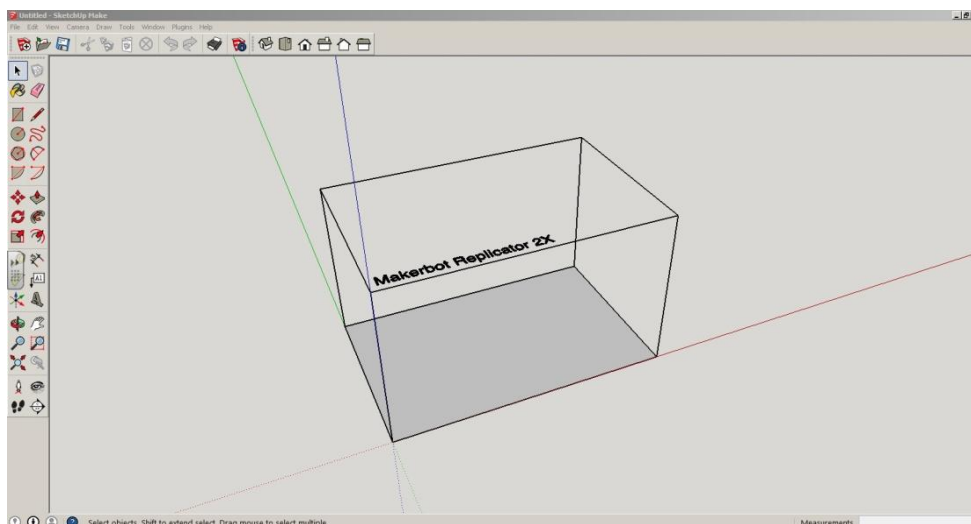 Untitled - SketchUp Make
File Edit View Camera Draw Tools Window Plugins Help
Makerbot Replicator 2X
A1
Select objects. Shift to extend select. Drag mouse to select multiple.
Measurements